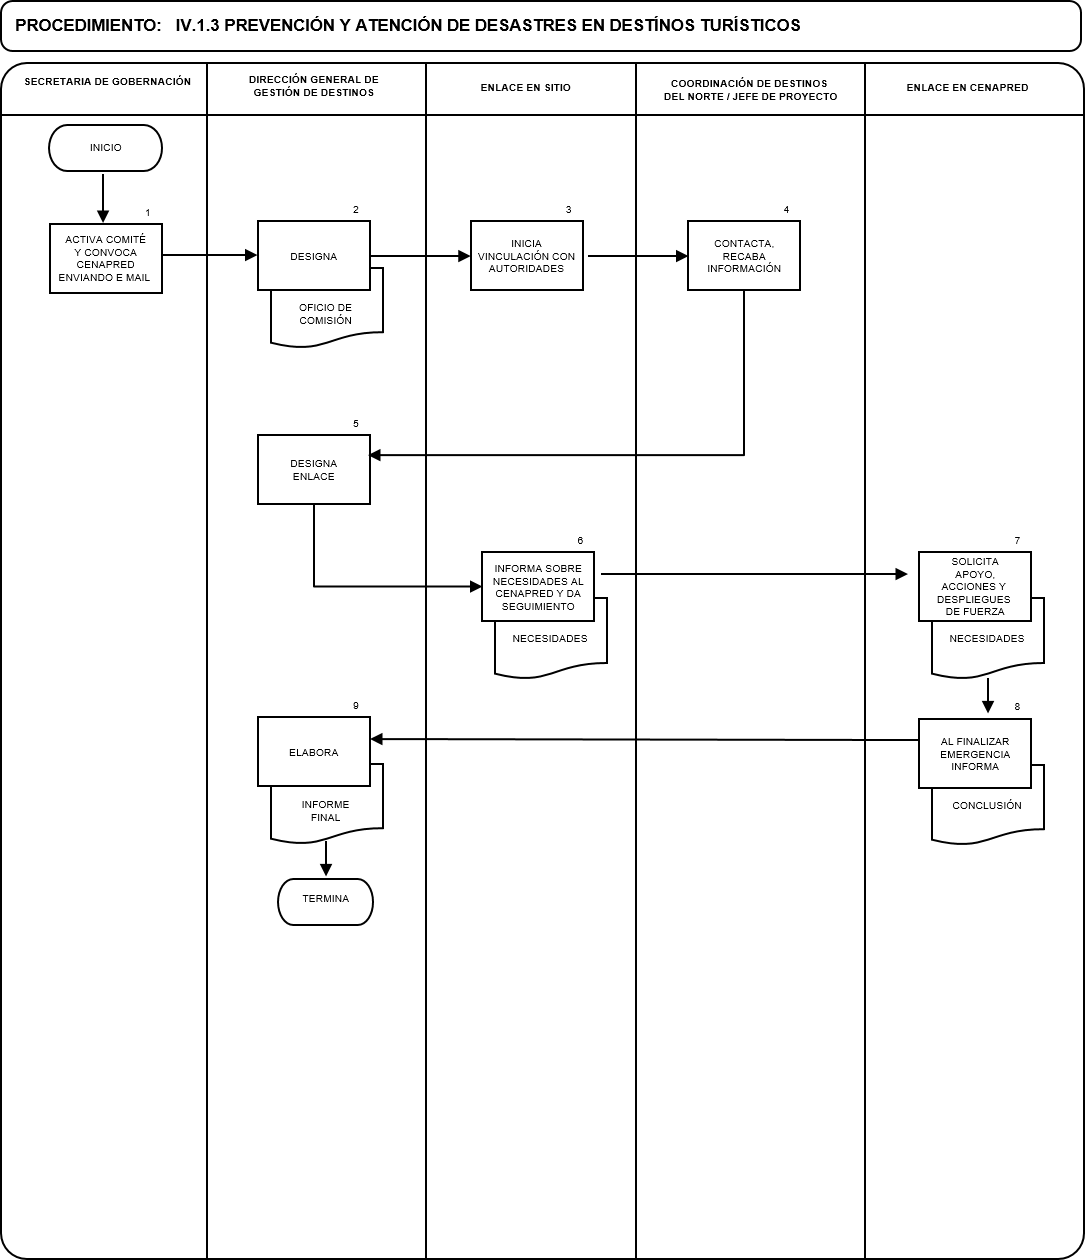 PROCEDIMIENTO: IV.1.3 PREVENCIÓN Y ATENCIÓN DE DESASTRES EN DESTÍNOS TURÍSTICOS
SECRETARIA DE GOBERNACIÓN
DIRECCIÓN GENERAL DE
GESTIÓN DE DESTINOS
ENLACE EN SITIO
COORDINACIÓN DE DESTINOS
DEL NORTE / JEFE DE PROYECTO
ENLACE EN CENAPRED
INICIO
1
ACTIVA COMITÉ
Y CONVOCA
CENAPRED
ENVIANDO E MAIL
2
DESIGNA
OFICIO DE
COMISIÓN
3
INICIA
VINCULACIÓN CON
AUTORIDADES
4
CONTACTA,
RECABA
INFORMACIÓN
5
DESIGNA
ENLACE
6
INFORMA SOBRE
NECESIDADES AL
CENAPRED Y DA
SEGUIMIENTO
NECESIDADES
7
SOLICITA
APOYO,
ACCIONES Y
DESPLIEGUES
DE FUERZA
NECESIDADES
8
AL FINALIZAR
EMERGENCIA
INFORMA
CONCLUSIÓN
9
ELABORA
INFORME
FINAL
TERMINA